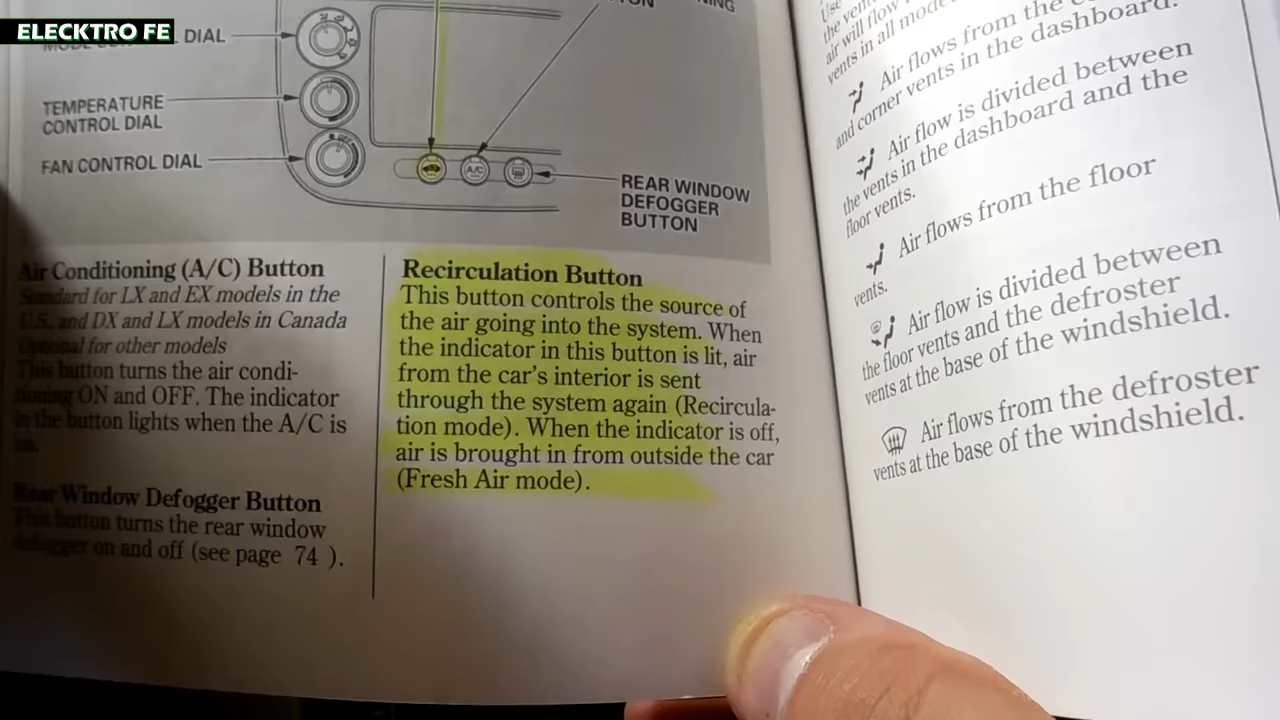 ELECKTRO FE
DIAL
TEMPERATURE
CONTROL DIAL
FAN CONTROL DIAL
A/C
OFF
REAR WINDOW
DEFOGGER
BUTTON
Air Conditioning (A/C) Button
Standard for LX and EX models in the
U.S. and DX and LX models in Canada
Optional for other models
This button turns the air condi-
tioning ON and OFF. The indicator
in the button lights when the A/C is
on.
Rear Window Defogger Button
This button turns the rear window
defogger on and off (see page 74 ).
Recirculation Button
This button controls the source of
the air going into the system. When
the indicator in this button is lit, air
from the car's interior is sent
through the system again (Recircula-
tion mode). When the indicator is off,
air is brought in from outside the car
(Fresh Air mode).
Use
the vent
air will flow
vents in all mode
Air flows from the
and corner vents in the dashboard.
Air flow is divided between
the vents in the dashboard and the
floor vents.
Air flows from the floor
vents.
Air flow is divided between
the floor vents and the defroster
vents at the base of the windshield.
Air flows from the defroster
vents at the base of the windshield.